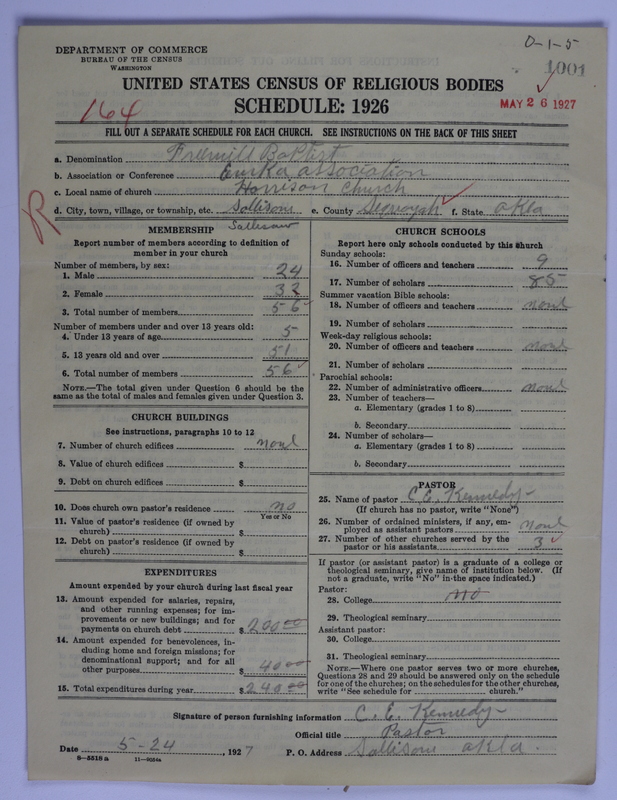 DEPARTMENT OF COMMERCE
BUREAU OF THE CENSUS
WASHINGTON
0-1-5
1001
UNITED STATES CENSUS OF RELIGIOUS BODIES
SCHEDULE: 1926
164
MAY 26 1927
FILL OUT A SEPARATE SCHEDULE FOR EACH CHURCH. SEE INSTRUCTIONS ON THE BACK OF THIS SHEET
a. Denomination Freewill Baptist
b. Association or Conference Eurka association
c. Local name of church Harrison Church
d. City, town, village, or township, etc. Sallisom e. County Sequoyah f. State okla
R
Sallisaw
MEMBERSHIP
Report number of members according to definition of
member in your church
Number of members, by sex:
1. Male 24
2. Female 32
3. Total number of members 56
Number of members under and over 13 years old:
4. Under 13 years of age 5
5. 13 years old and over 51
6. Total number of members 56
NOTE.—The total given under Question 6 should be the
same as the total of males and females given under Question 3.
CHURCH BUILDINGS
See instructions, paragraphs 10 to 12
7. Number of church edifices none
8. Value of church edifices $
9. Debt on church edifices $
10. Does church own pastor's residence no
Yes or No
11. Value of pastor's residence (if owned by
church) $
12. Debt on pastor's residence (if owned by
church) $
EXPENDITURES
Amount expended by your church during last fiscal year
13. Amount expended for salaries, repairs,
and other running expenses; for im-
provements or new buildings; and for
payments on church debt $ 200 00
14. Amount expended for benevolences, in-
cluding home and foreign missions; for
denominational support; and for all
other purposes $ 40 00
15. Total expenditures during year $ 240 00
CHURCH SCHOOLS
Report here only schools conducted by this church
Sunday schools:
16. Number of officers and teachers 9
17. Number of scholars 85
Summer vacation Bible schools:
18. Number of officers and teachers none
19. Number of scholars
Week-day religious schools:
20. Number of officers and teachers none
21. Number of scholars
Parochial schools:
22. Number of administrative officers none
23. Number of teachers—
a. Elementary (grades 1 to 8)
b. Secondary
24. Number of scholars—
a. Elementary (grades 1 to 8)
b. Secondary
PASTOR
25. Name of pastor C. E. Kennedy
(If church has no pastor, write "None")
26. Number of ordained ministers, if any, em-
ployed as assistant pastors none
27. Number of other churches served by the
pastor or his assistants 3
If pastor (or assistant pastor) is a graduate of a college or
theological seminary, give name of institution below. (If
not a graduate, write "No" in the space indicated.)
Pastor:
28. College no
29. Theological seminary
Assistant pastor:
30. College
31. Theological seminary
NOTE.—Where one pastor serves two or more churches,
Questions 28 and 29 should be answered only on the schedule
for one of the churches; on the schedules for the other churches,
write "See schedule for church."
Signature of person furnishing information C. E. Kennedy
Official title Pastor
Date 5-24, 1927 P. O. Address Sallisom okla.
8-5518 a 11-9054a